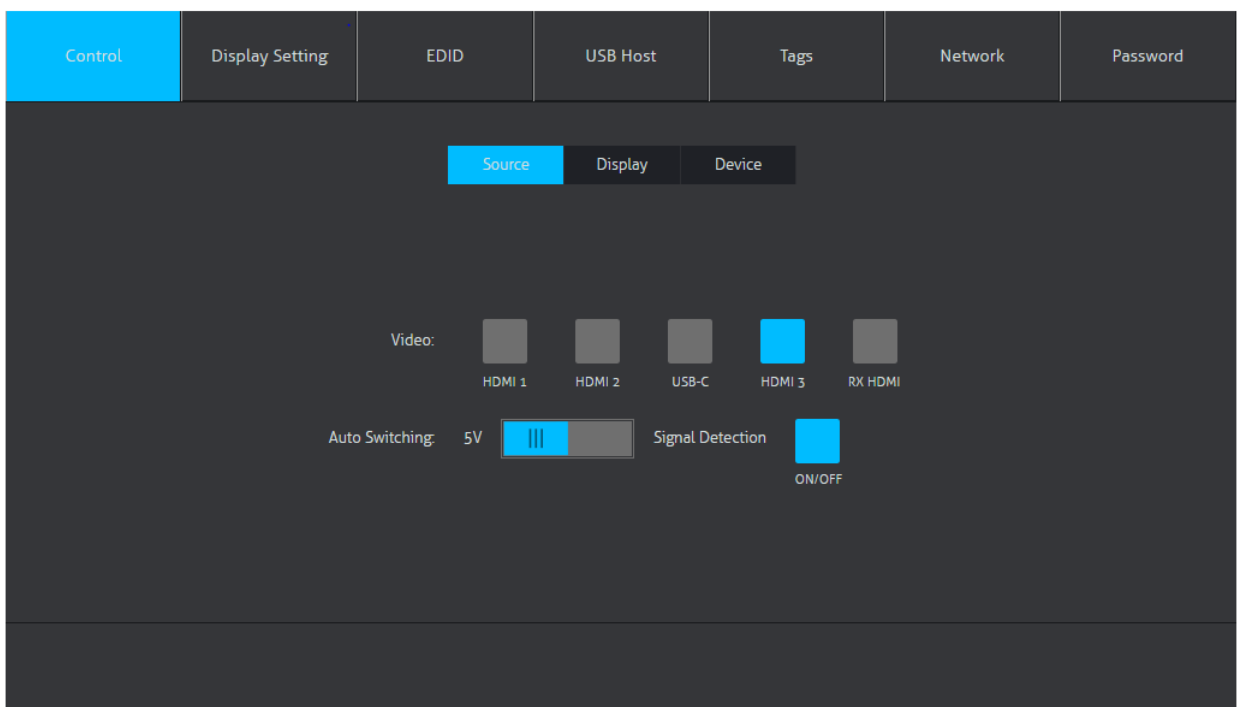 Control Display Setting EDID USB Host Tags Network Password
Source Display Device
Video:
HDMI 1 HDMI 2 USB-C HDMI 3 RX HDMI
Auto Switching: 5V Signal Detection
ON/OFF